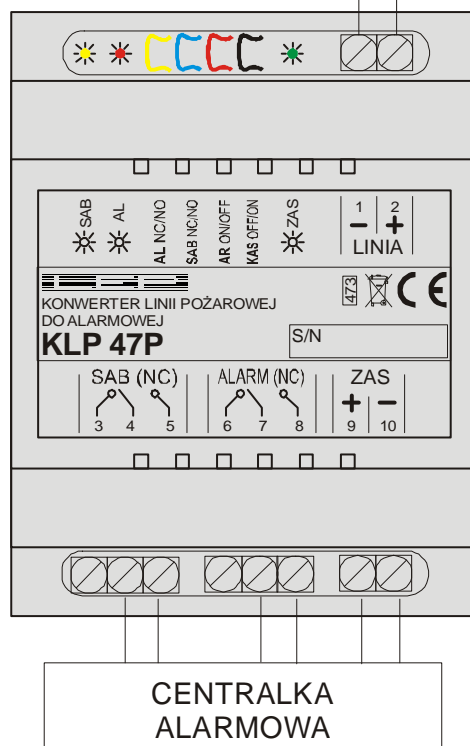 SAB
AL
AL NC/NO
SAB NC/NO
AR ON/OFF
KAS OFF/ON
ZAS
1 2
− +
LINIA
473
CE
KONWERTER LINII POŻAROWEJ
DO ALARMOWEJ
KLP 47P
S/N
SAB (NC) ALARM (NC) ZAS
+ −
3 4 5 6 7 8 9 10
CENTRALKA
ALARMOWA